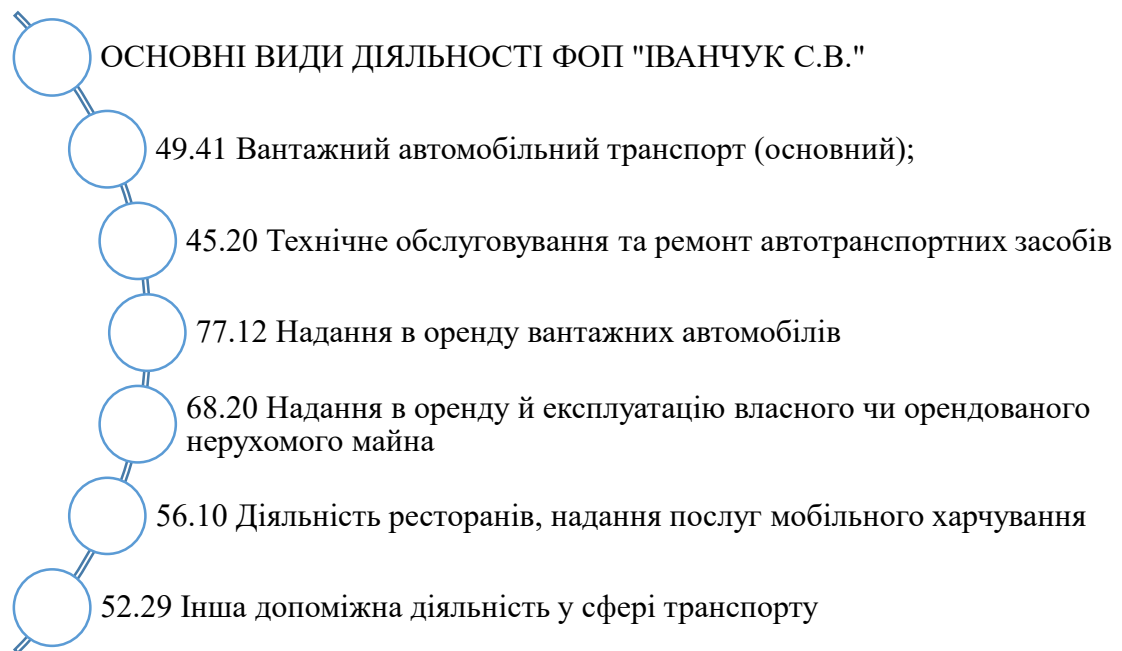 ОСНОВНІ ВИДИ ДІЯЛЬНОСТІ ФОП "ІВАНЧУК С.В."
49.41 Вантажний автомобільний транспорт (основний);
45.20 Технічне обслуговування та ремонт автотранспортних засобів
77.12 Надання в оренду вантажних автомобілів
68.20 Надання в оренду й експлуатацію власного чи орендованого
нерухомого майна
56.10 Діяльність ресторанів, надання послуг мобільного харчування
52.29 Інша допоміжна діяльність у сфері транспорту